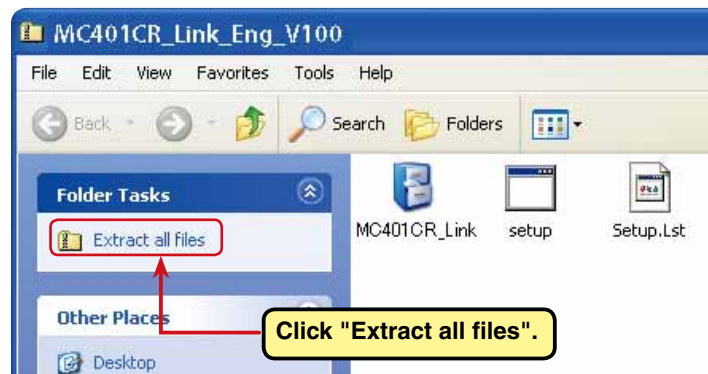 MC401CR_Link_Eng_V100
File Edit View Favorites Tools Help
Back Search Folders
Folder Tasks
Extract all files
MC401CR_Link setup Setup.Lst
Other Places
Click "Extract all files".
Desktop